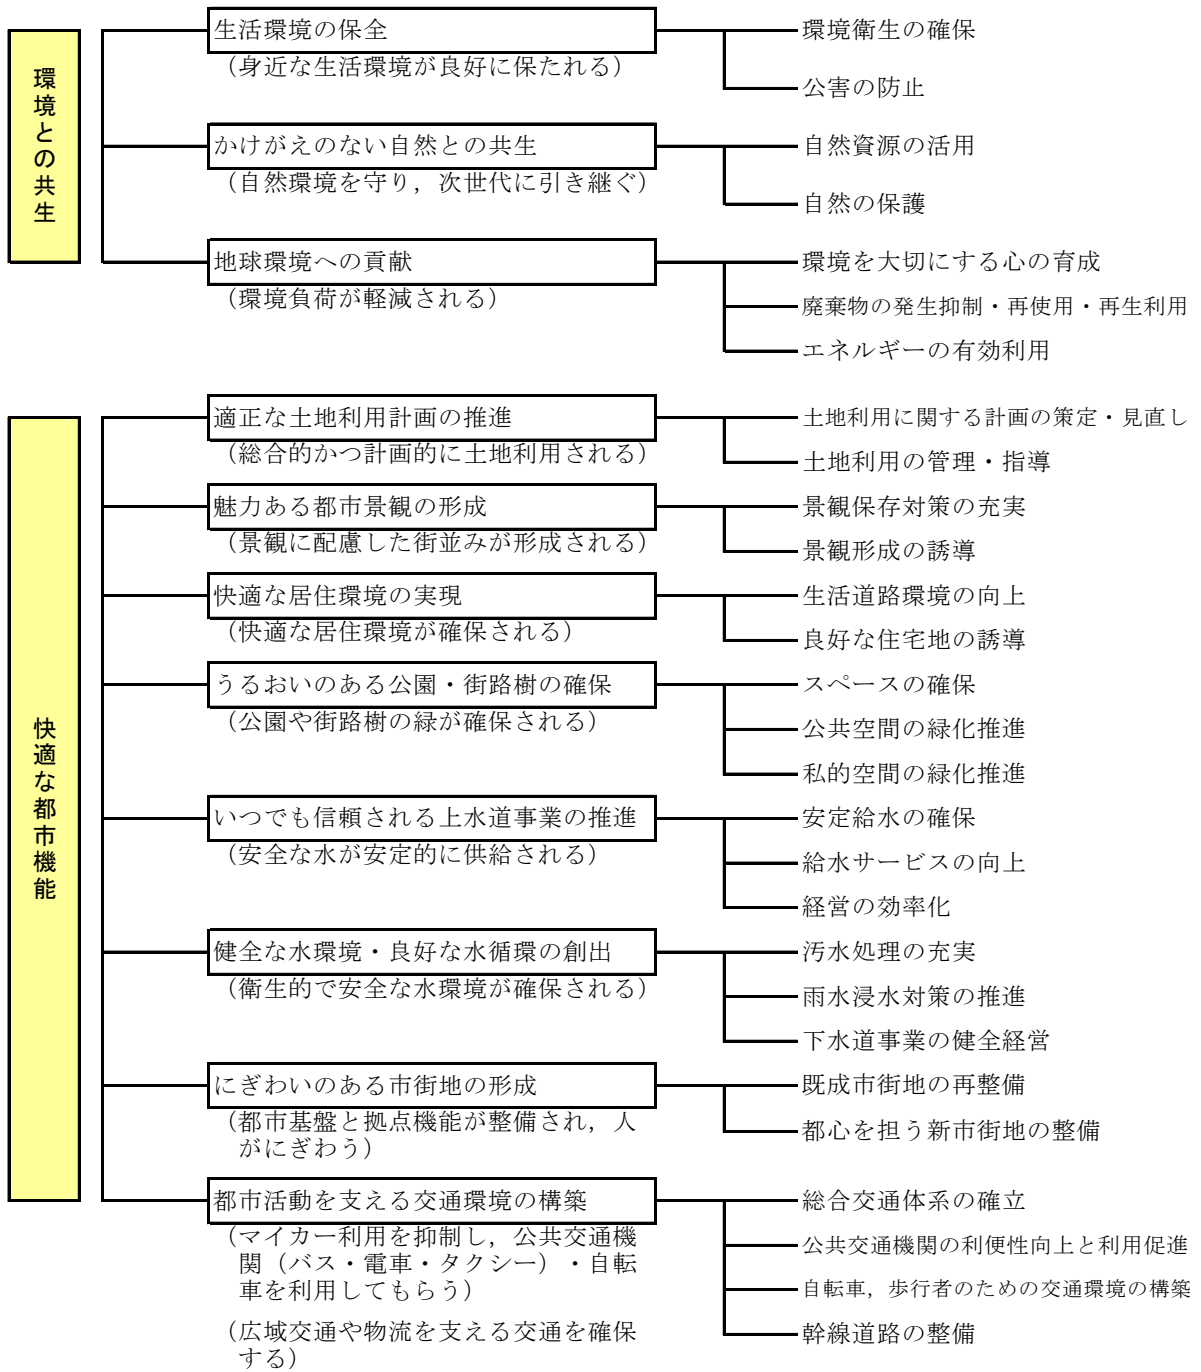 環境との共生
生活環境の保全
（身近な生活環境が良好に保たれる）
環境衛生の確保
公害の防止
かけがえのない自然との共生
（自然環境を守り，次世代に引き継ぐ）
自然資源の活用
自然の保護
地球環境への貢献
（環境負荷が軽減される）
環境を大切にする心の育成
廃棄物の発生抑制・再使用・再生利用
エネルギーの有効利用
快適な都市機能
適正な土地利用計画の推進
（総合的かつ計画的に土地利用される）
土地利用に関する計画の策定・見直し
土地利用の管理・指導
魅力ある都市景観の形成
（景観に配慮した街並みが形成される）
景観保存対策の充実
景観形成の誘導
快適な居住環境の実現
（快適な居住環境が確保される）
生活道路環境の向上
良好な住宅地の誘導
うるおいのある公園・街路樹の確保
（公園や街路樹の緑が確保される）
スペースの確保
公共空間の緑化推進
私的空間の緑化推進
いつでも信頼される上水道事業の推進
（安全な水が安定的に供給される）
安定給水の確保
給水サービスの向上
経営の効率化
健全な水環境・良好な水循環の創出
（衛生的で安全な水環境が確保される）
汚水処理の充実
雨水浸水対策の推進
下水道事業の健全経営
にぎわいのある市街地の形成
（都市基盤と拠点機能が整備され，人
がにぎわう）
既成市街地の再整備
都心を担う新市街地の整備
都市活動を支える交通環境の構築
（マイカー利用を抑制し，公共交通機
関（バス・電車・タクシー）・自転
車を利用してもらう）
（広域交通や物流を支える交通を確保
する）
総合交通体系の確立
公共交通機関の利便性向上と利用促進
自転車，歩行者のための交通環境の構築
幹線道路の整備